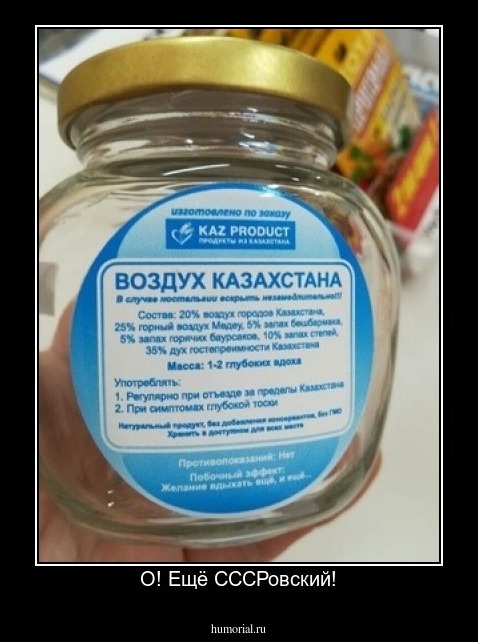 изготовлено по заказу
KAZ PRODUCT
ПРОДУКТЫ ИЗ КАЗАХСТАНА
ВОЗДУХ КАЗАХСТАНА
В случае ностальгии вскрыть незамедлительно!!!
Состав: 20% воздух городов Казахстана,
25% горный воздух Медеу, 5% запах бешбармака,
5% запах горячих баурсаков, 10% запах степей,
35% дух гостеприимности Казахстана
Масса: 1-2 глубоких вдоха
Употреблять:
1. Регулярно при отъезде за пределы Казахстана
2. При симптомах глубокой тоски
Натуральный продукт, без добавления консервантов, без ГМО
Хранить в доступном для всех месте
Противопоказаний: Нет
Побочный эффект:
Желание вдыхать ещё, и ещё...
О! Ещё СССРовский!
humorial.ru